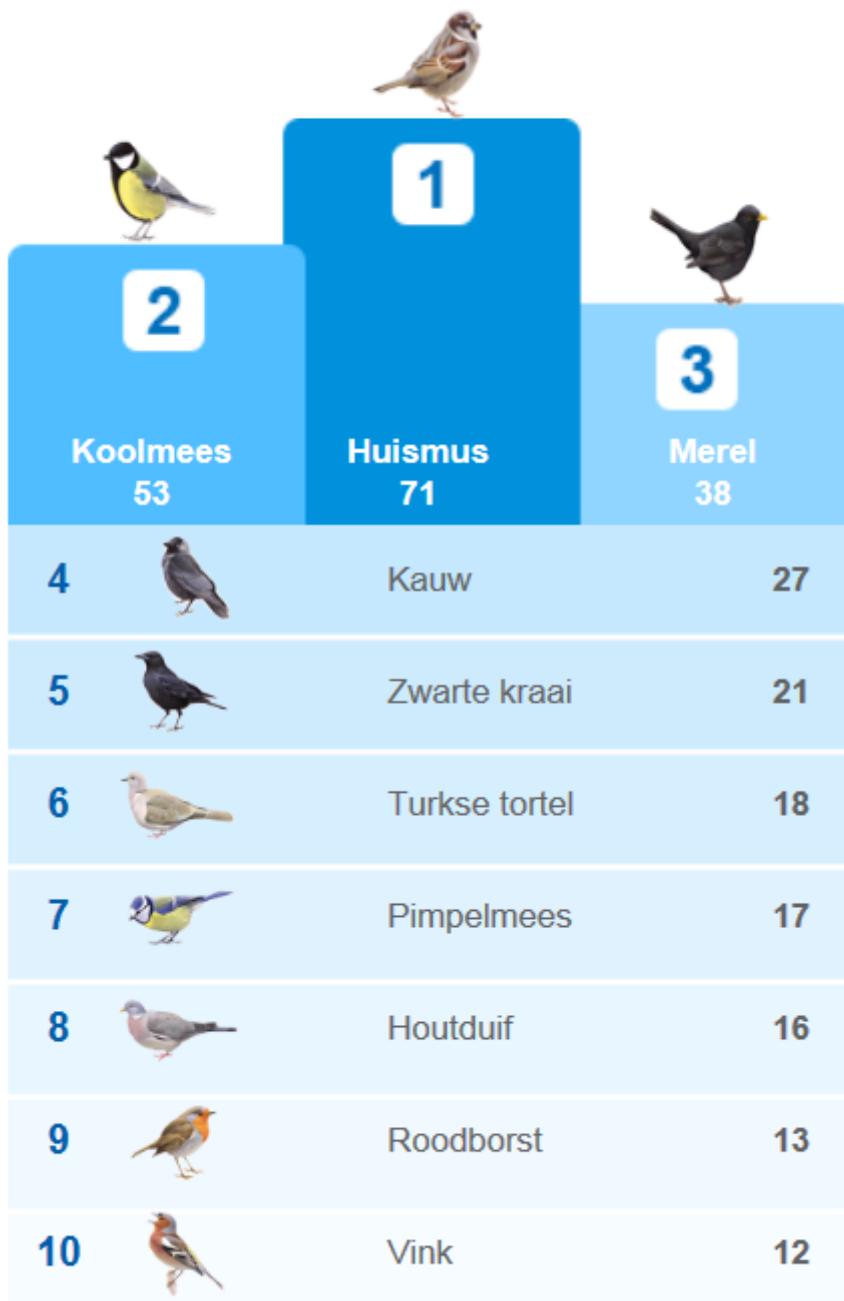 1
2
3
Koolmees
53
Huismus
71
Merel
38
4 Kauw 27
5 Zwarte kraai 21
6 Turkse tortel 18
7 Pimpelmees 17
8 Houtduif 16
9 Roodborst 13
10 Vink 12